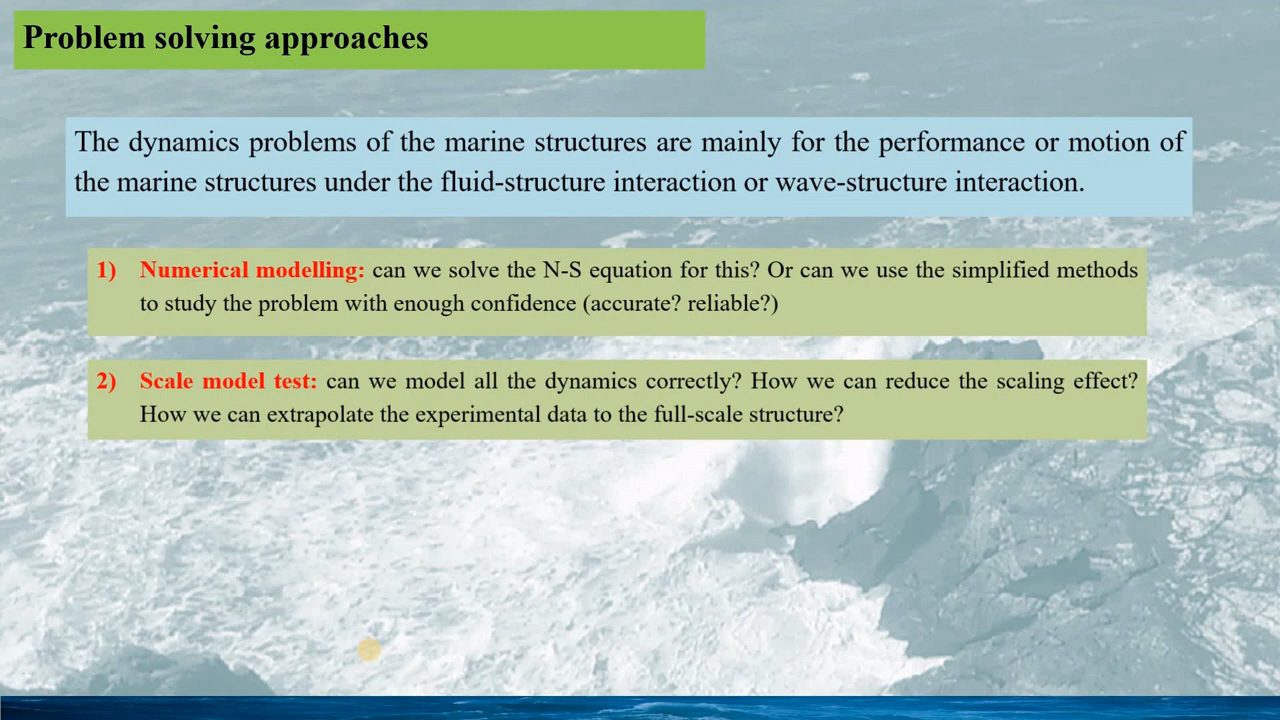 Problem solving approaches
The dynamics problems of the marine structures are mainly for the performance or motion of
the marine structures under the fluid-structure interaction or wave-structure interaction.
1) Numerical modelling: can we solve the N-S equation for this? Or can we use the simplified methods
to study the problem with enough confidence (accurate? reliable?)
2) Scale model test: can we model all the dynamics correctly? How we can reduce the scaling effect?
How we can extrapolate the experimental data to the full-scale structure?